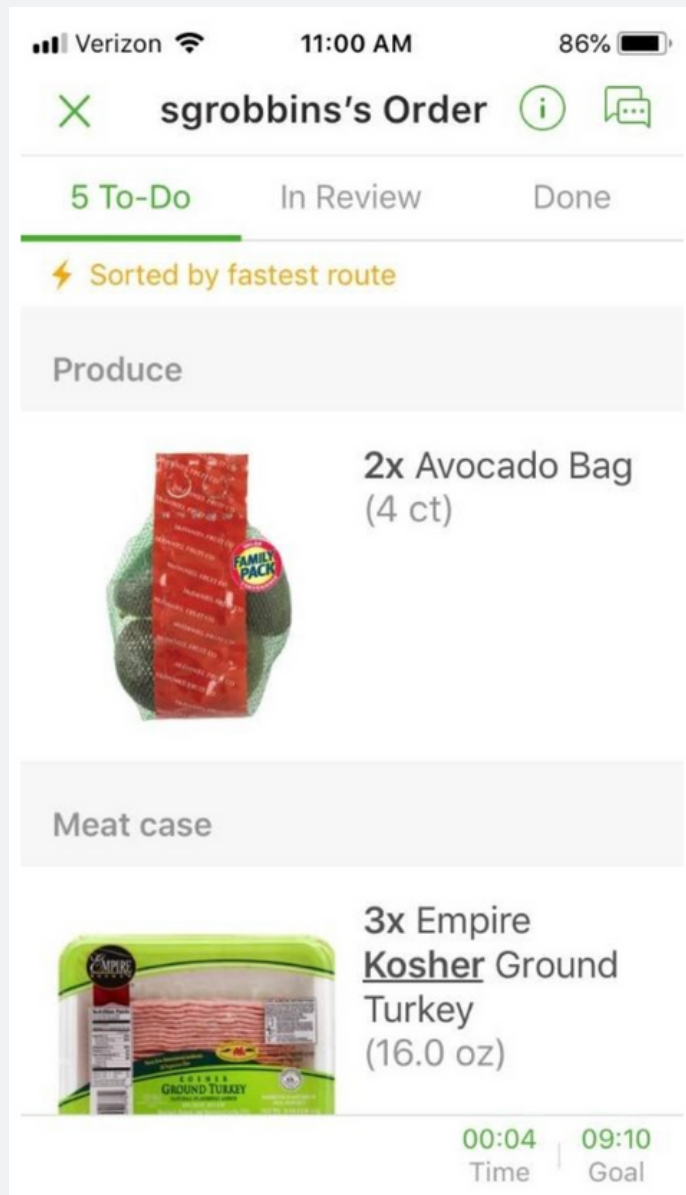 Verizon 11:00 AM 86%
sgrobbins's Order
5 To-Do In Review Done
Sorted by fastest route
Produce
2x Avocado Bag
(4 ct)
FAMILY
PACK
Meat case
3x Empire
Kosher Ground
Turkey
(16.0 oz)
EMPIRE
KOSHER
GROUND TURKEY
00:04 09:10
Time Goal